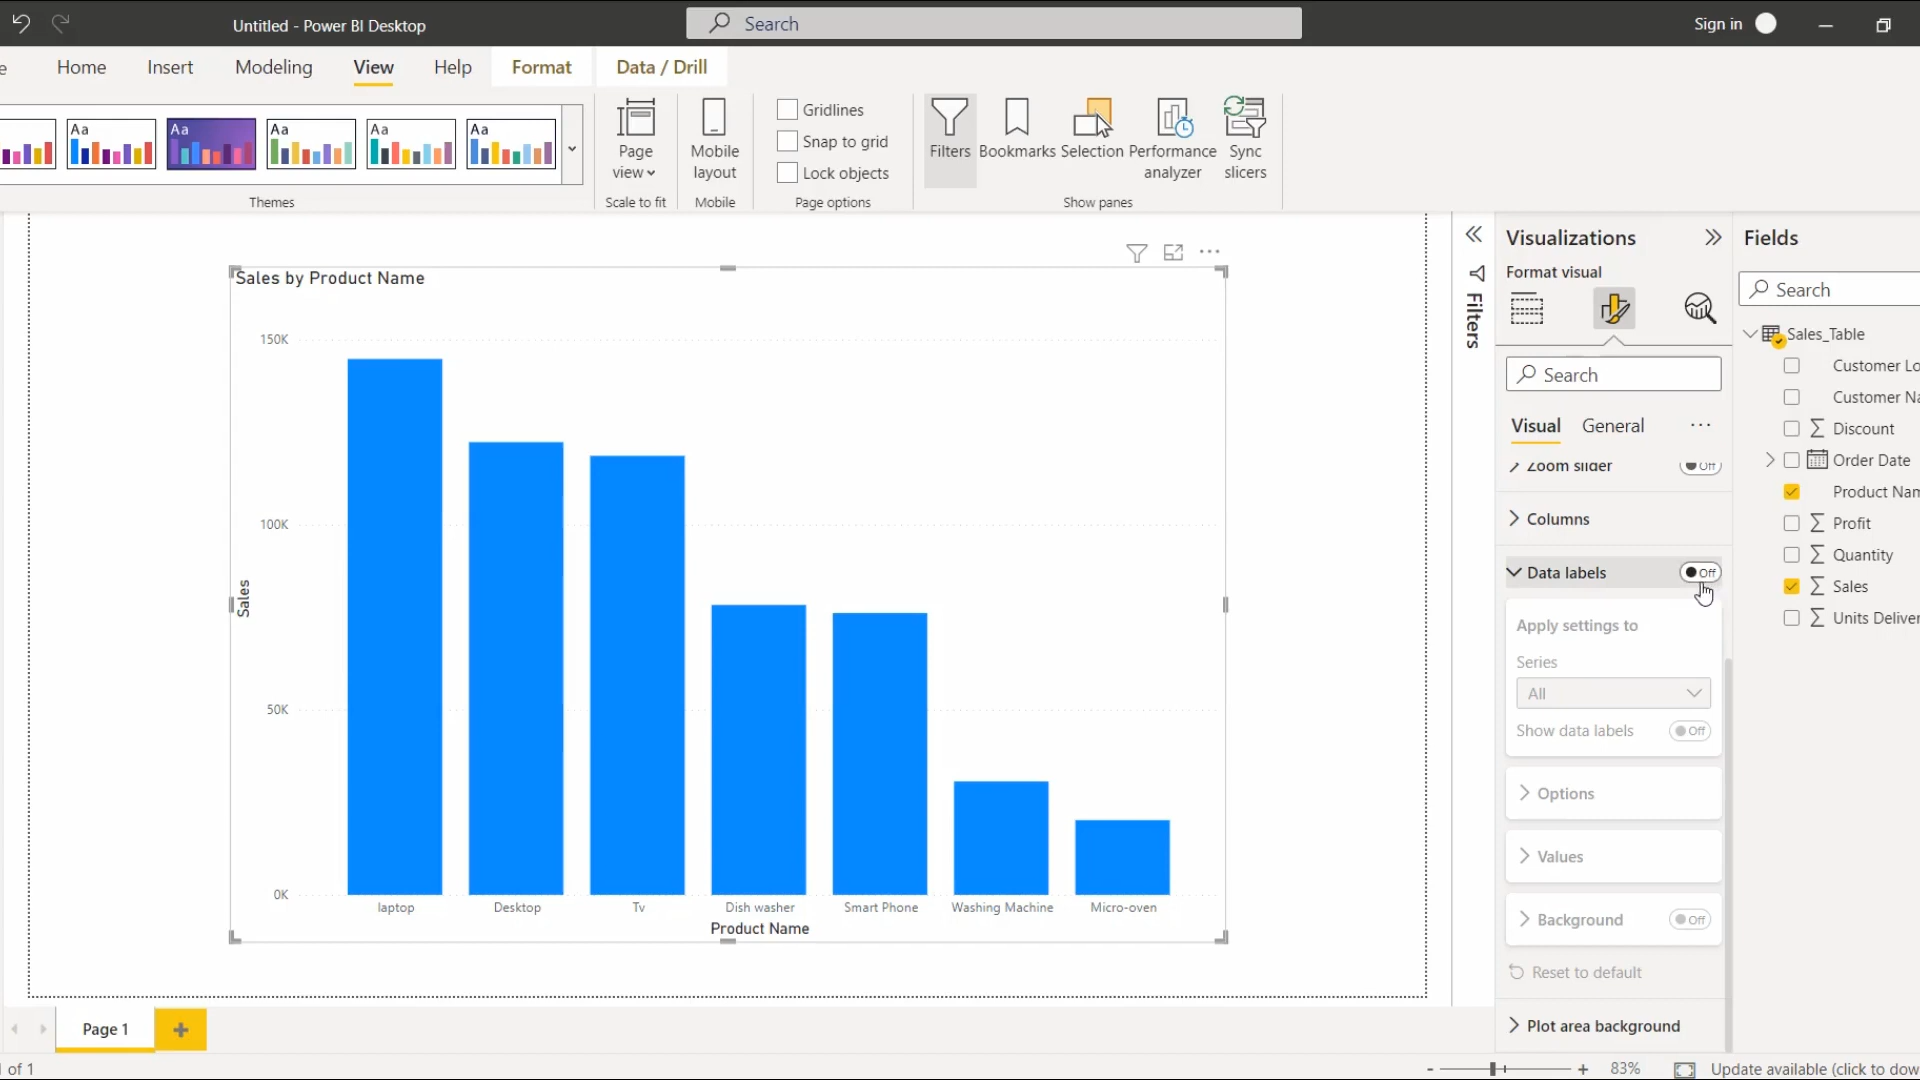 Untitled - Power BI Desktop
Search
Sign in
Home
Insert
Modeling
View
Help
Format
Data / Drill
Aa
Aa
Aa
Aa
Aa
Themes
Page
view
Scale to fit
Mobile
layout
Mobile
Gridlines
Snap to grid
Lock objects
Page options
Filters
Bookmarks
Selection
Performance
analyzer
Sync
slicers
Show panes
Sales by Product Name
150K
100K
50K
0K
Sales
laptop
Desktop
Tv
Dish washer
Smart Phone
Washing Machine
Micro-oven
Product Name
Filters
Visualizations
Format visual
Search
Visual
General
Zoom slider
Off
Columns
Data labels
Off
Apply settings to
Series
All
Show data labels
Off
Options
Values
Background
Off
Reset to default
Plot area background
Fields
Search
Sales_Table
Customer Lo
Customer Na
Discount
Order Date
Product Nam
Profit
Quantity
Sales
Units Deliver
Page 1
of 1
83%
Update available (click to dow